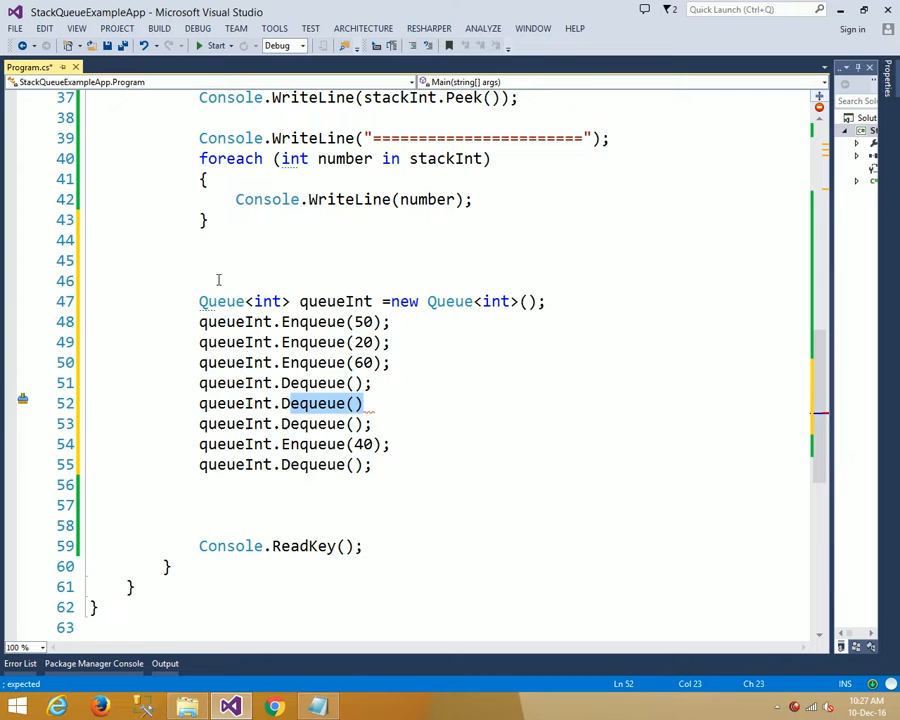 StackQueueExampleApp - Microsoft Visual Studio
2
Quick Launch (Ctrl+Q)
FILE EDIT VIEW PROJECT BUILD DEBUG TEAM TOOLS TEST ARCHITECTURE RESHARPER ANALYZE WINDOW HELP
Sign in
Start Debug
Program.cs*
Properties
StackQueueExampleApp.Program
Main(string[] args)
Search Solu
Solut
37 Console.WriteLine(stackInt.Peek());
38
39 Console.WriteLine("=======================");
40 foreach (int number in stackInt)
41 {
42 Console.WriteLine(number);
43 }
44
45
46
47 Queue<int> queueInt =new Queue<int>();
48 queueInt.Enqueue(50);
49 queueInt.Enqueue(20);
50 queueInt.Enqueue(60);
51 queueInt.Dequeue();
52 queueInt.Dequeue()
53 queueInt.Dequeue();
54 queueInt.Enqueue(40);
55 queueInt.Dequeue();
56
57
58
59 Console.ReadKey();
60 }
61 }
62 }
63
100 %
Error List Package Manager Console Output
; expected
Ln 52 Col 23 Ch 23 INS
10:27 AM
10-Dec-16